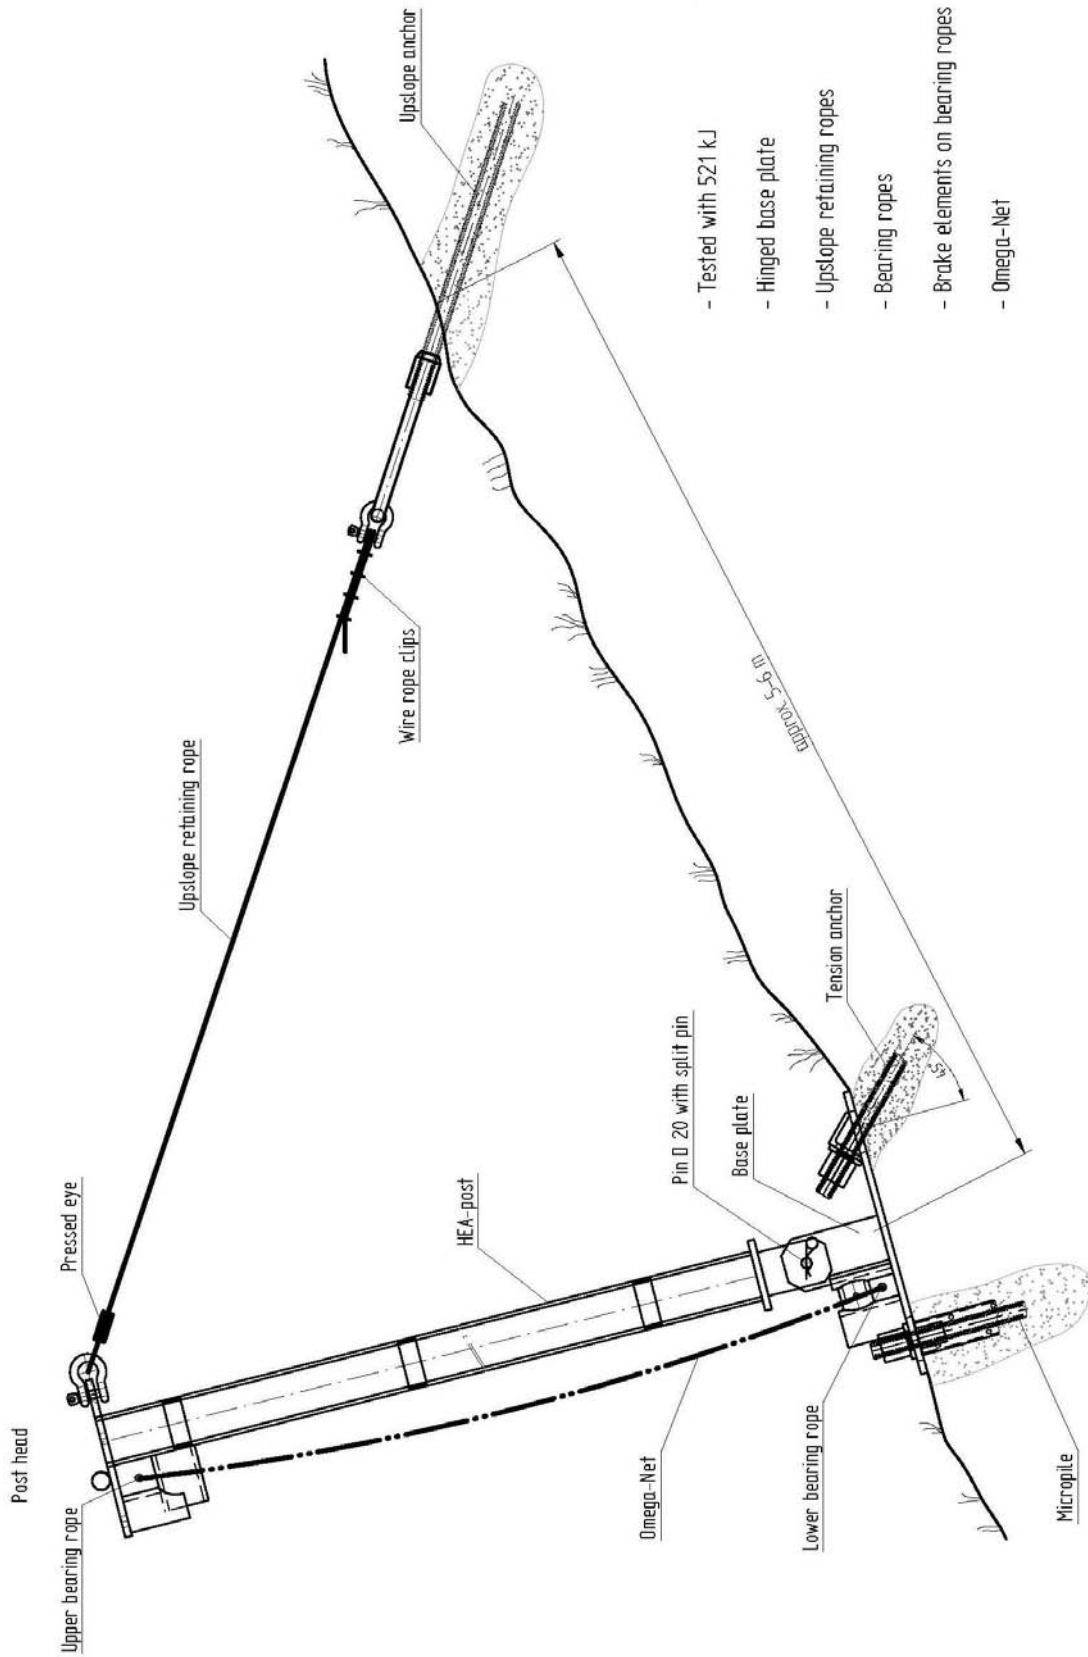 Post head
Upper bearing rope
Pressed eye
Upslope retaining rope
Wire rope clips
Upslope anchor
HEA-post
Omega-Net
Lower bearing rope
Pin □ 20 with split pin
Base plate
Tension anchor
45°
Micropile
approx. 5-6 m
- Tested with 521 kJ
- Hinged base plate
- Upslope retaining ropes
- Bearing ropes
- Brake elements on bearing ropes
- Omega-Net